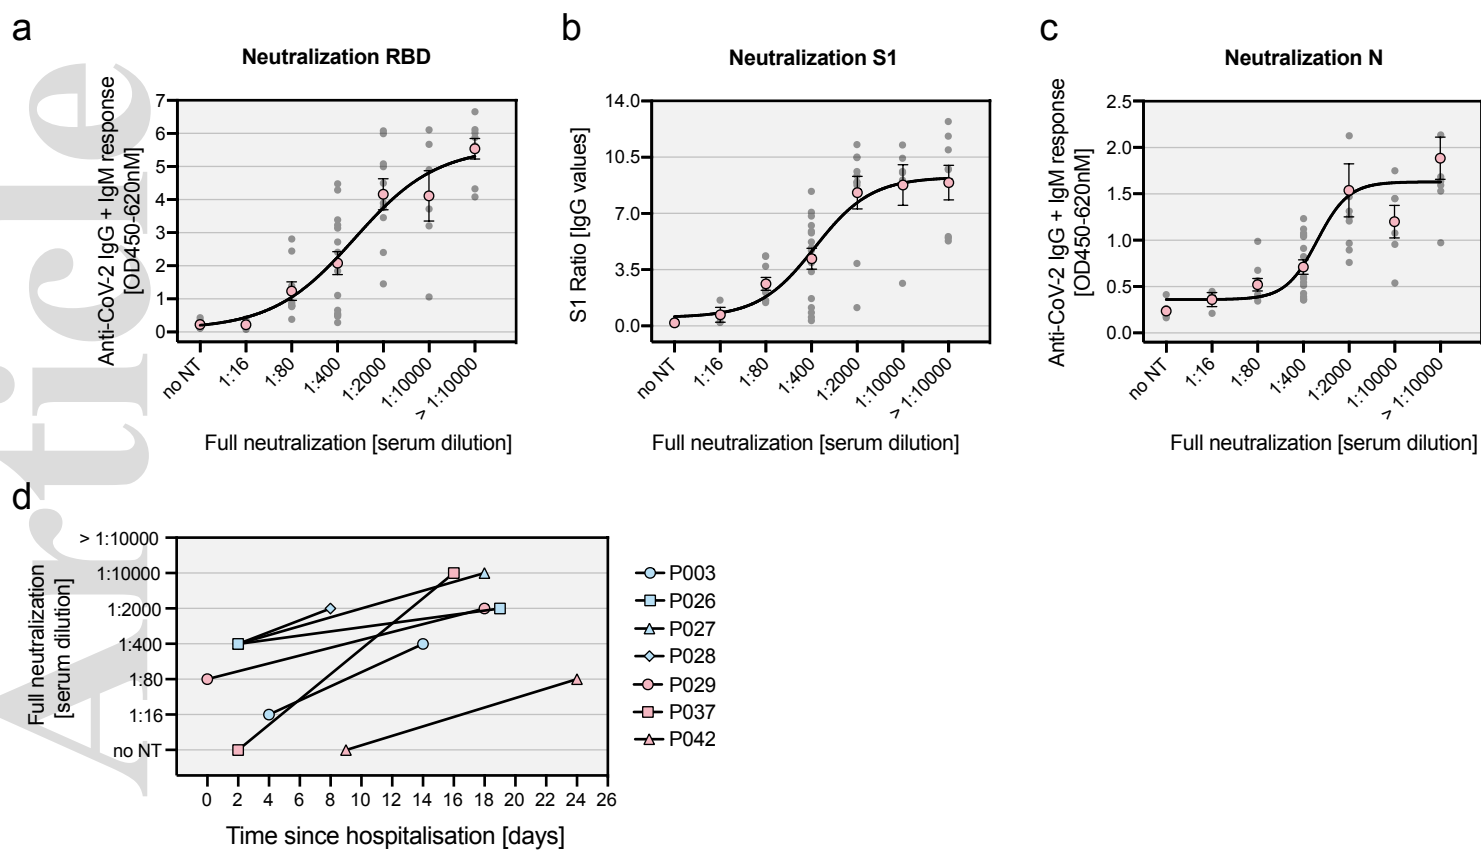 Article
a
Neutralization RBD
Anti-CoV-2 IgG + IgM response
[OD450-620nM]
7
6
5
4
3
2
1
0
no NT
1:16
1:80
1:400
1:2000
1:10000
> 1:10000
Full neutralization [serum dilution]
b
Neutralization S1
S1 Ratio [IgG values]
14.0
10.5
7.0
3.5
0.0
no NT
1:16
1:80
1:400
1:2000
1:10000
> 1:10000
Full neutralization [serum dilution]
c
Neutralization N
Anti-CoV-2 IgG + IgM response
[OD450-620nM]
2.5
2.0
1.5
1.0
0.5
0.0
no NT
1:16
1:80
1:400
1:2000
1:10000
> 1:10000
Full neutralization [serum dilution]
d
Full neutralization
[serum dilution]
> 1:10000
1:10000
1:2000
1:400
1:80
1:16
no NT
0 2 4 6 8 10 12 14 16 18 20 22 24 26
Time since hospitalisation [days]
P003
P026
P027
P028
P029
P037
P042